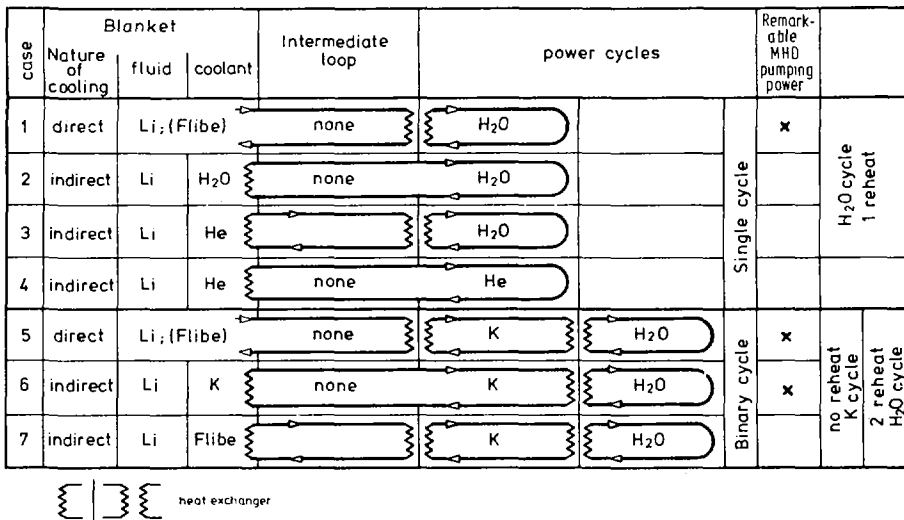 case
Blanket
Nature of cooling
fluid
coolant
Intermediate loop
power cycles
Remark-able MHD pumping power
1 direct Li;(Flibe) none H₂O x
2 indirect Li H₂O none H₂O
3 indirect Li He H₂O
4 indirect Li He none He
Single cycle
H₂O cycle
1 reheat
5 direct Li;(Flibe) none K H₂O x
6 indirect Li K none K H₂O x
7 indirect Li Flibe K H₂O
Binary cycle
no reheat
K cycle
2 reheat
H₂O cycle
heat exchanger